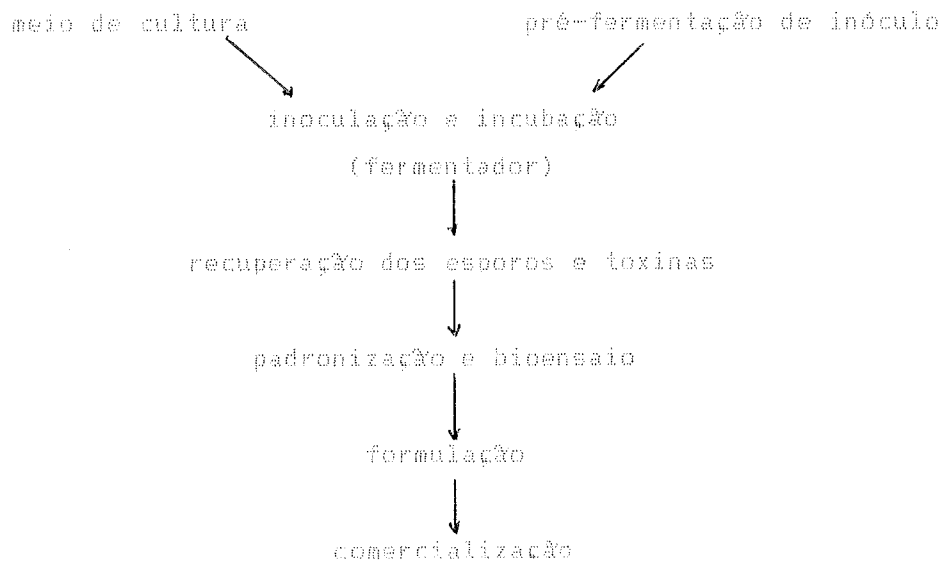 meio de cultura pré-fermentação de inóculo
inoculação e incubação
(fermentador)
recuperação dos esporos e toxinas
padronização e bioensaio
formulação
comercialização